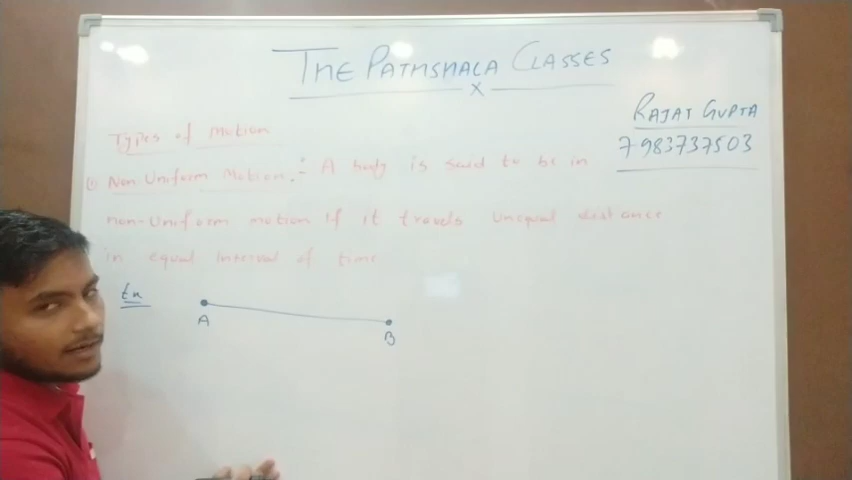 THE PATHSHALA CLASSES
x
RAJAT GUPTA
7983737503
Types of Motion
(1) Non Uniform Motion :- A body is said to be in
non-Uniform motion if it travels Unequal distance
in equal interval of time
Ex
A
B